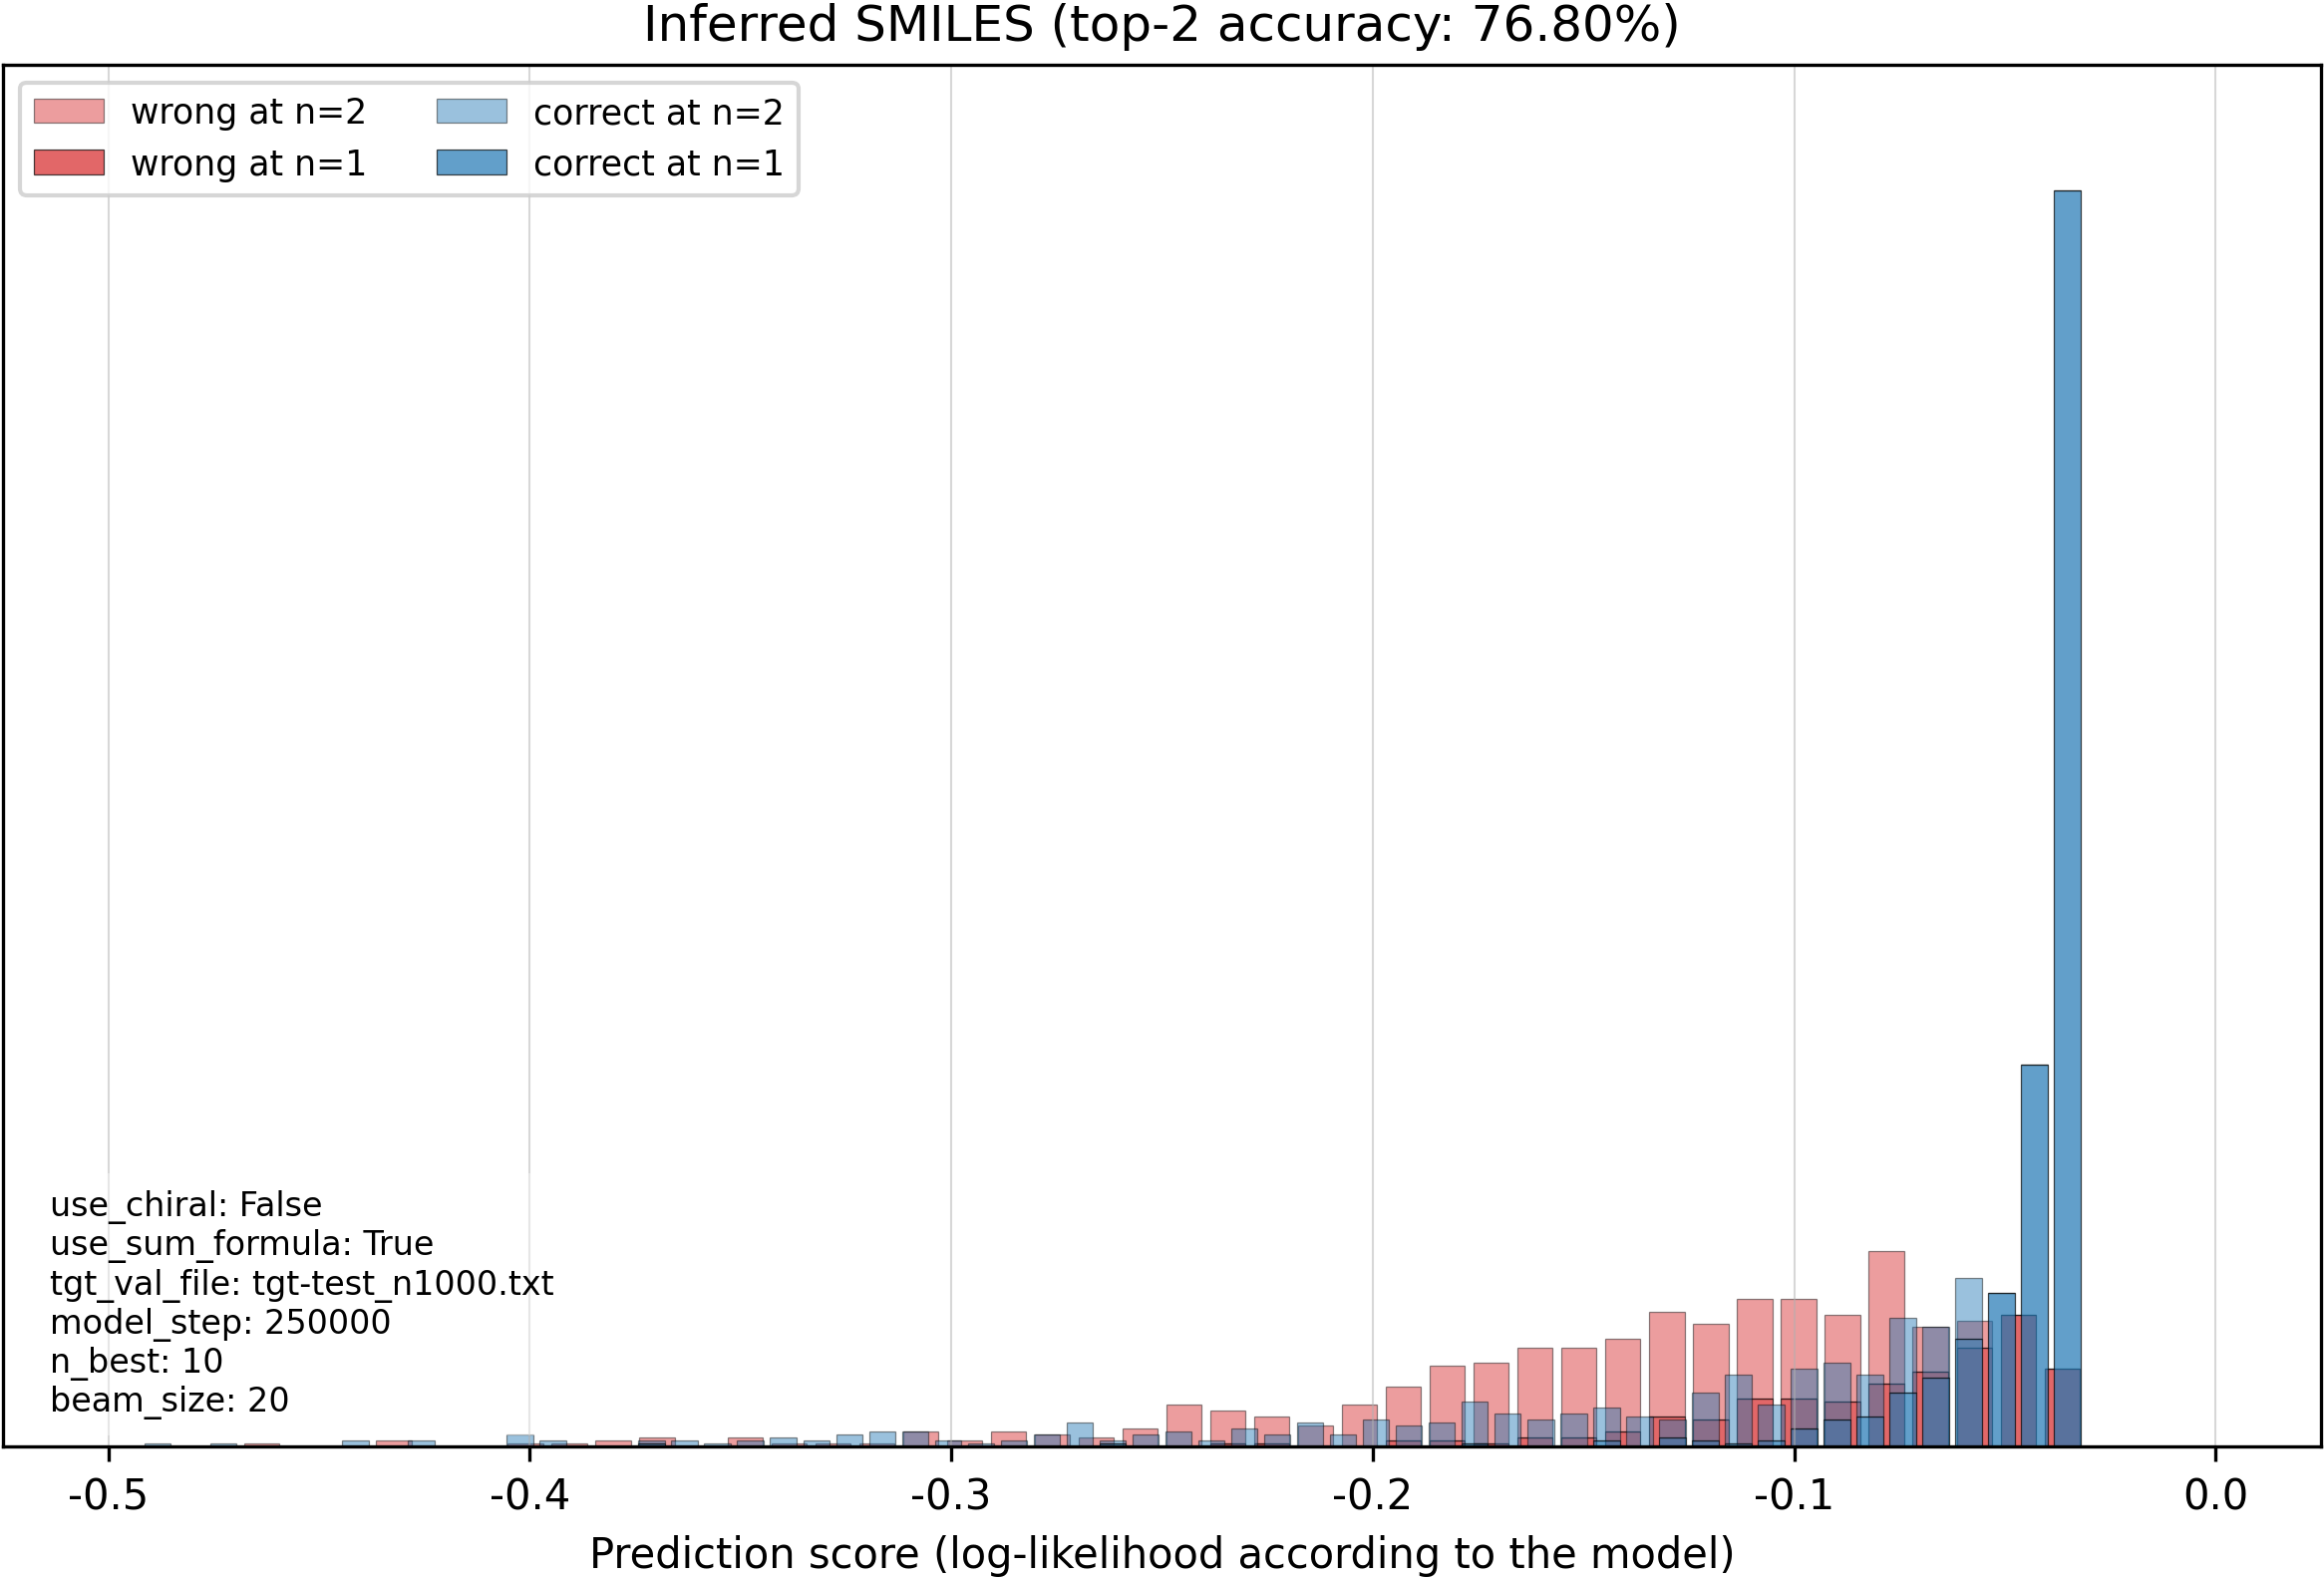 Inferred SMILES (top-2 accuracy: 76.80%)
wrong at n=2
wrong at n=1
correct at n=2
correct at n=1
use_chiral: False
use_sum_formula: True
tgt_val_file: tgt-test_n1000.txt
model_step: 250000
n_best: 10
beam_size: 20
-0.5 -0.4 -0.3 -0.2 -0.1 0.0
Prediction score (log-likelihood according to the model)